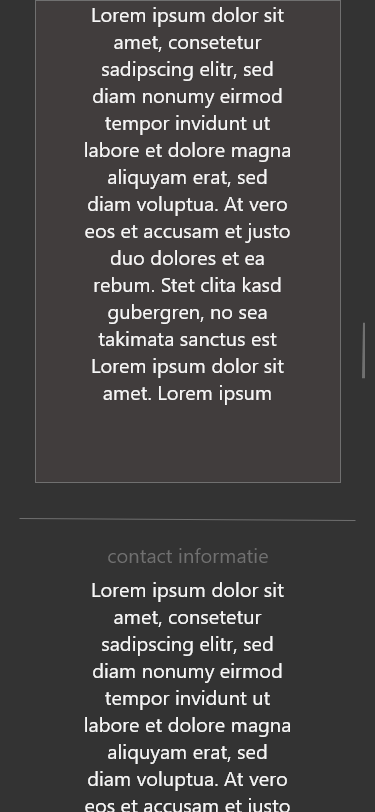 Lorem ipsum dolor sit
amet, consetetur
sadipscing elitr, sed
diam nonumy eirmod
tempor invidunt ut
labore et dolore magna
aliquyam erat, sed
diam voluptua. At vero
eos et accusam et justo
duo dolores et ea
rebum. Stet clita kasd
gubergren, no sea
takimata sanctus est
Lorem ipsum dolor sit
amet. Lorem ipsum
contact informatie
Lorem ipsum dolor sit
amet, consetetur
sadipscing elitr, sed
diam nonumy eirmod
tempor invidunt ut
labore et dolore magna
aliquyam erat, sed
diam voluptua. At vero
eos et accusam et justo